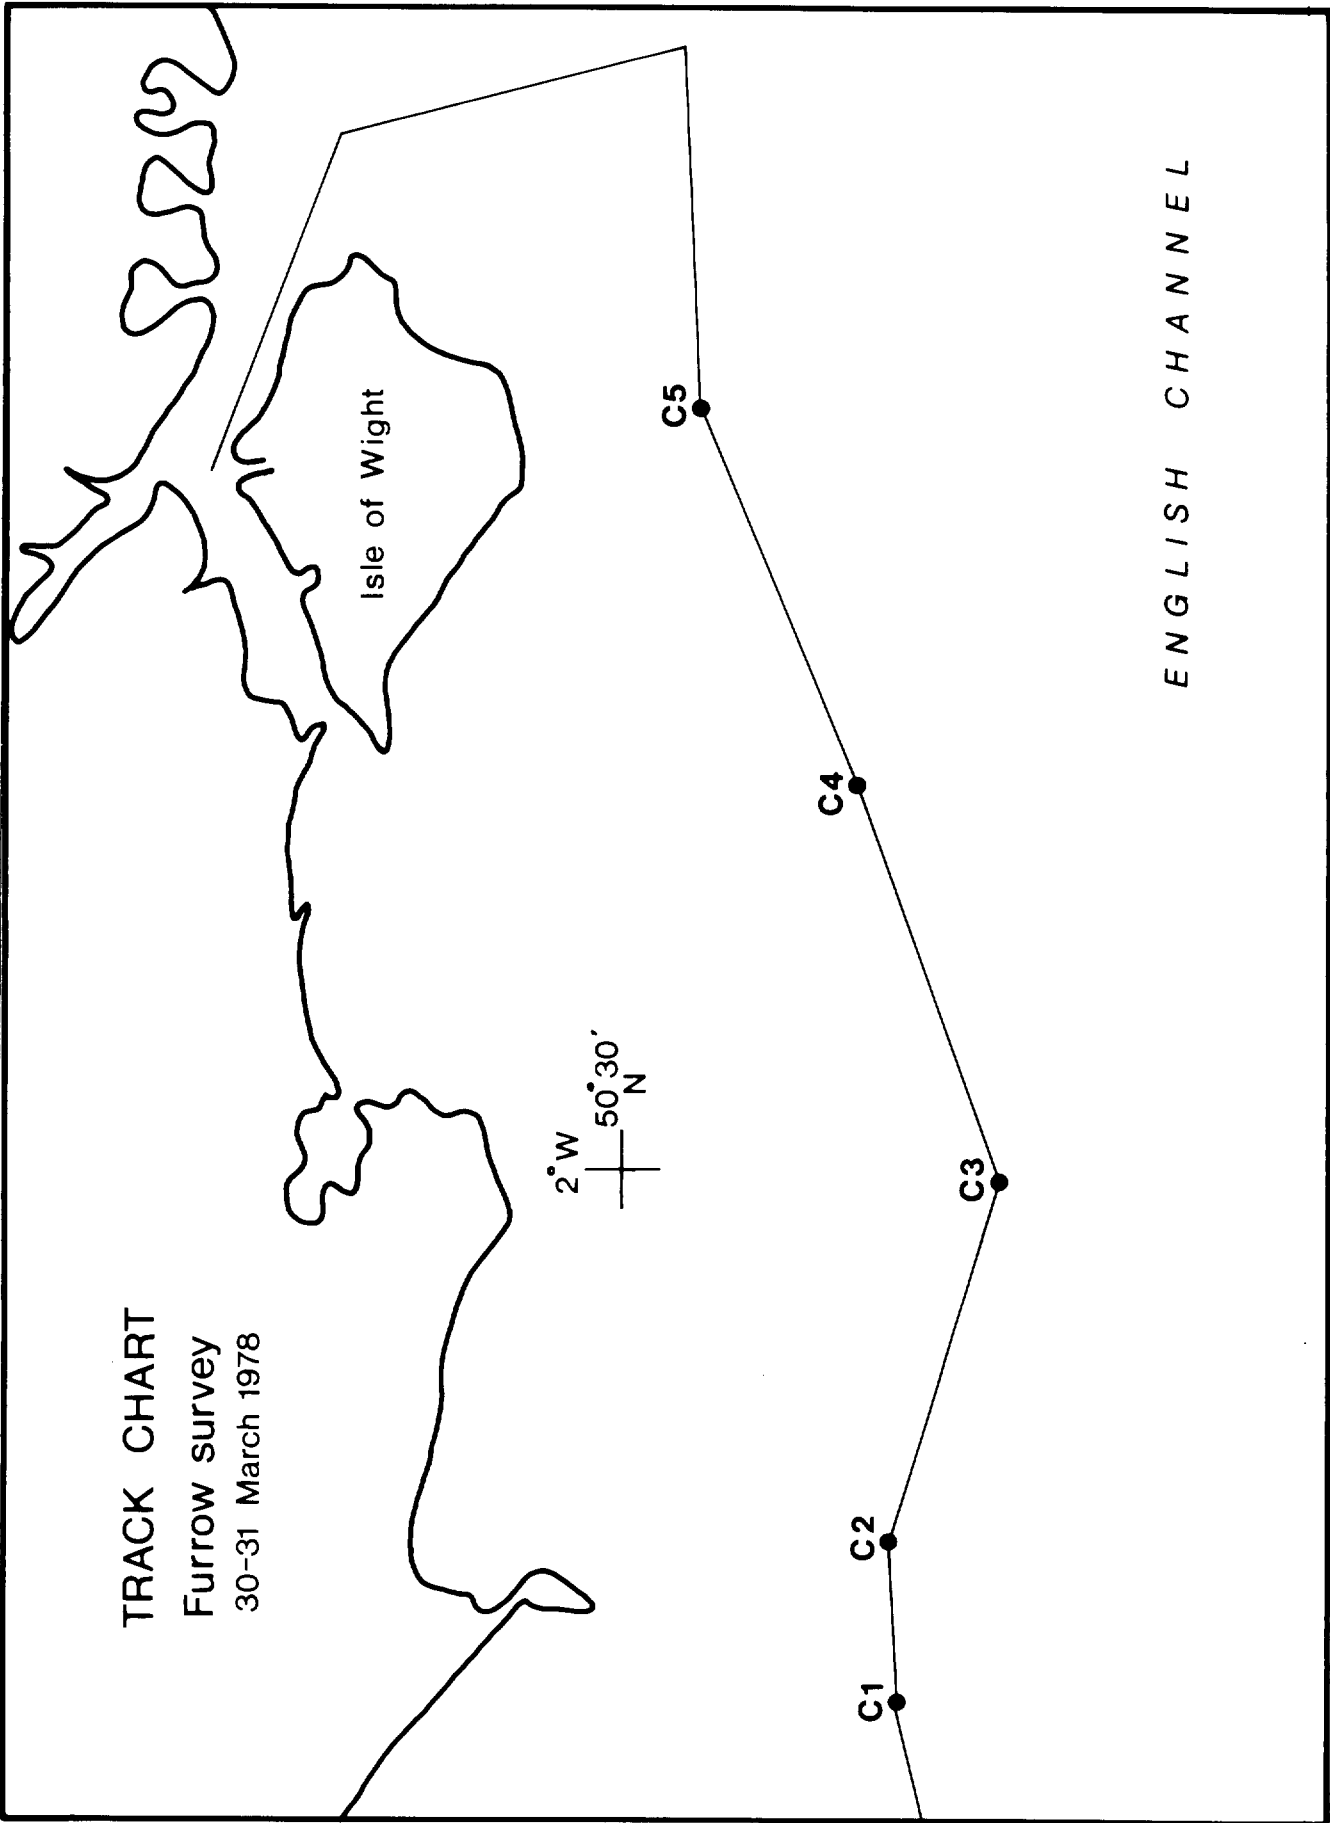 TRACK CHART
Furrow survey
30-31 March 1978
Isle of Wight
2°W
50°30′
N
C1
C2
C3
C4
C5
ENGLISH CHANNEL